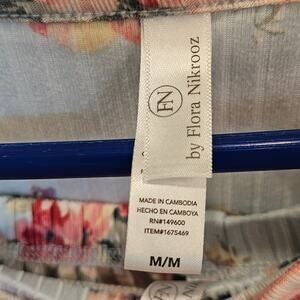 FN
by Flora Nikrooz
MADE IN CAMBODIA
HECHO EN CAMBOYA
RN#149600
ITEM#1675469
M/M